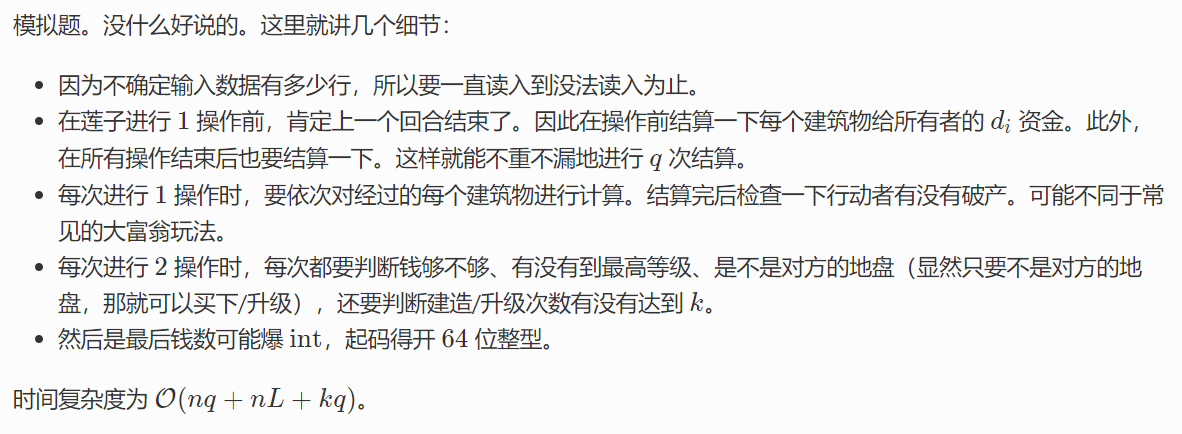 模拟题。没什么好说的。这里就讲几个细节：
• 因为不确定输入数据有多少行，所以要一直读入到没法读入为止。
• 在莲子进行 1 操作前，肯定上一个回合结束了。因此在操作前结算一下每个建筑物给所有者的 dᵢ 资金。此外，
在所有操作结束后也要结算一下。这样就能不重不漏地进行 q 次结算。
• 每次进行 1 操作时，要依次对经过的每个建筑物进行计算。结算完后检查一下行动者有没有破产。可能不同于常
见的大富翁玩法。
• 每次进行 2 操作时，每次都要判断钱够不够、有没有到最高等级、是不是对方的地盘（显然只要不是对方的地
盘，那就可以买下/升级），还要判断建造/升级次数有没有达到 k。
• 然后是最后钱数可能爆 int，起码得开 64 位整型。
时间复杂度为 O(nq + nL + kq)。